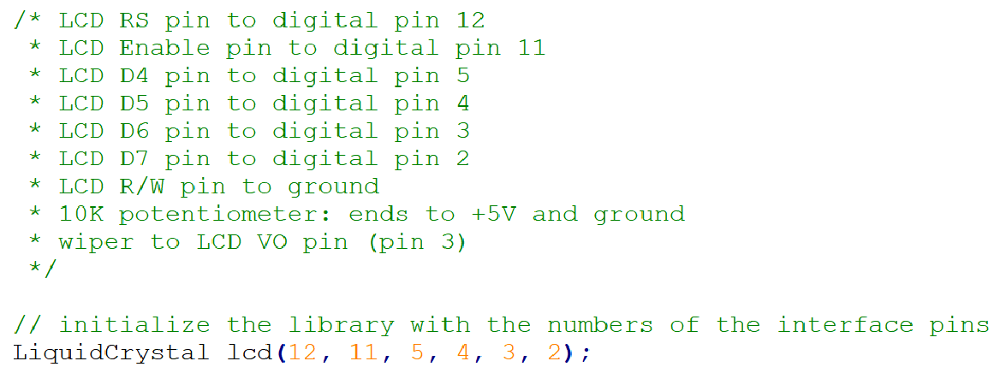 /* LCD RS pin to digital pin 12
 * LCD Enable pin to digital pin 11
 * LCD D4 pin to digital pin 5
 * LCD D5 pin to digital pin 4
 * LCD D6 pin to digital pin 3
 * LCD D7 pin to digital pin 2
 * LCD R/W pin to ground
 * 10K potentiometer: ends to +5V and ground
 * wiper to LCD VO pin (pin 3)
 */

// initialize the library with the numbers of the interface pins
LiquidCrystal lcd(12, 11, 5, 4, 3, 2);